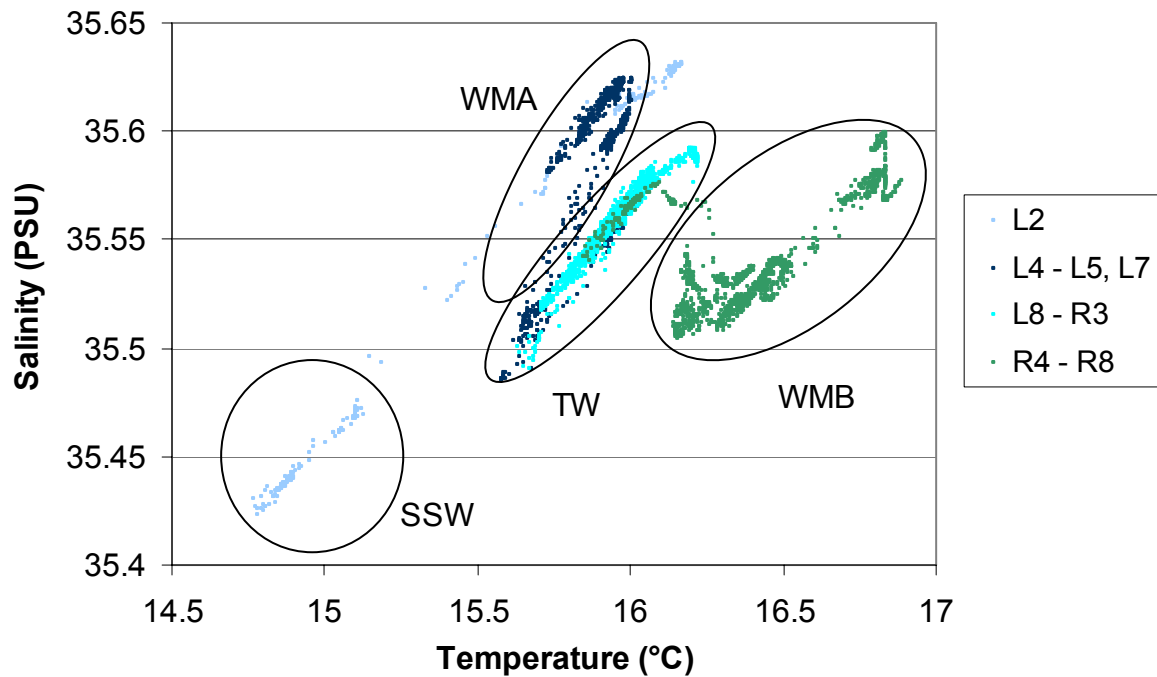 35.65
35.6
35.55
35.5
35.45
35.4
Salinity (PSU)
14.5 15 15.5 16 16.5 17
Temperature (°C)
WMA
TW
WMB
SSW
L2
L4 - L5, L7
L8 - R3
R4 - R8